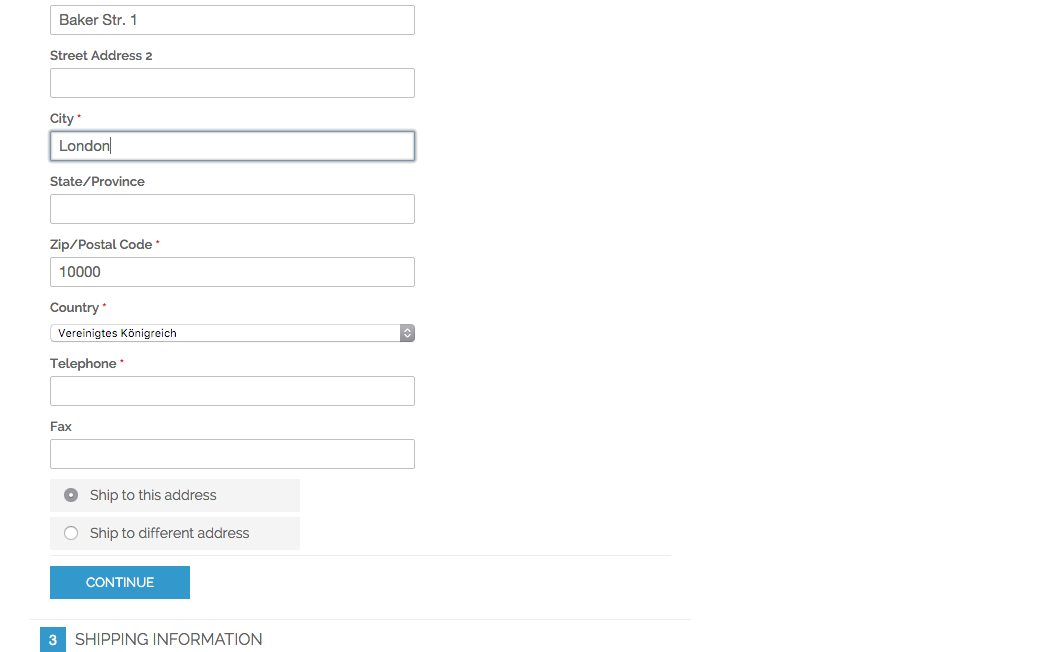 Baker Str. 1
Street Address 2
City *
London
State/Province
Zip/Postal Code *
10000
Country *
Vereinigtes Königreich
Telephone *
Fax
Ship to this address
Ship to different address
CONTINUE
3 SHIPPING INFORMATION